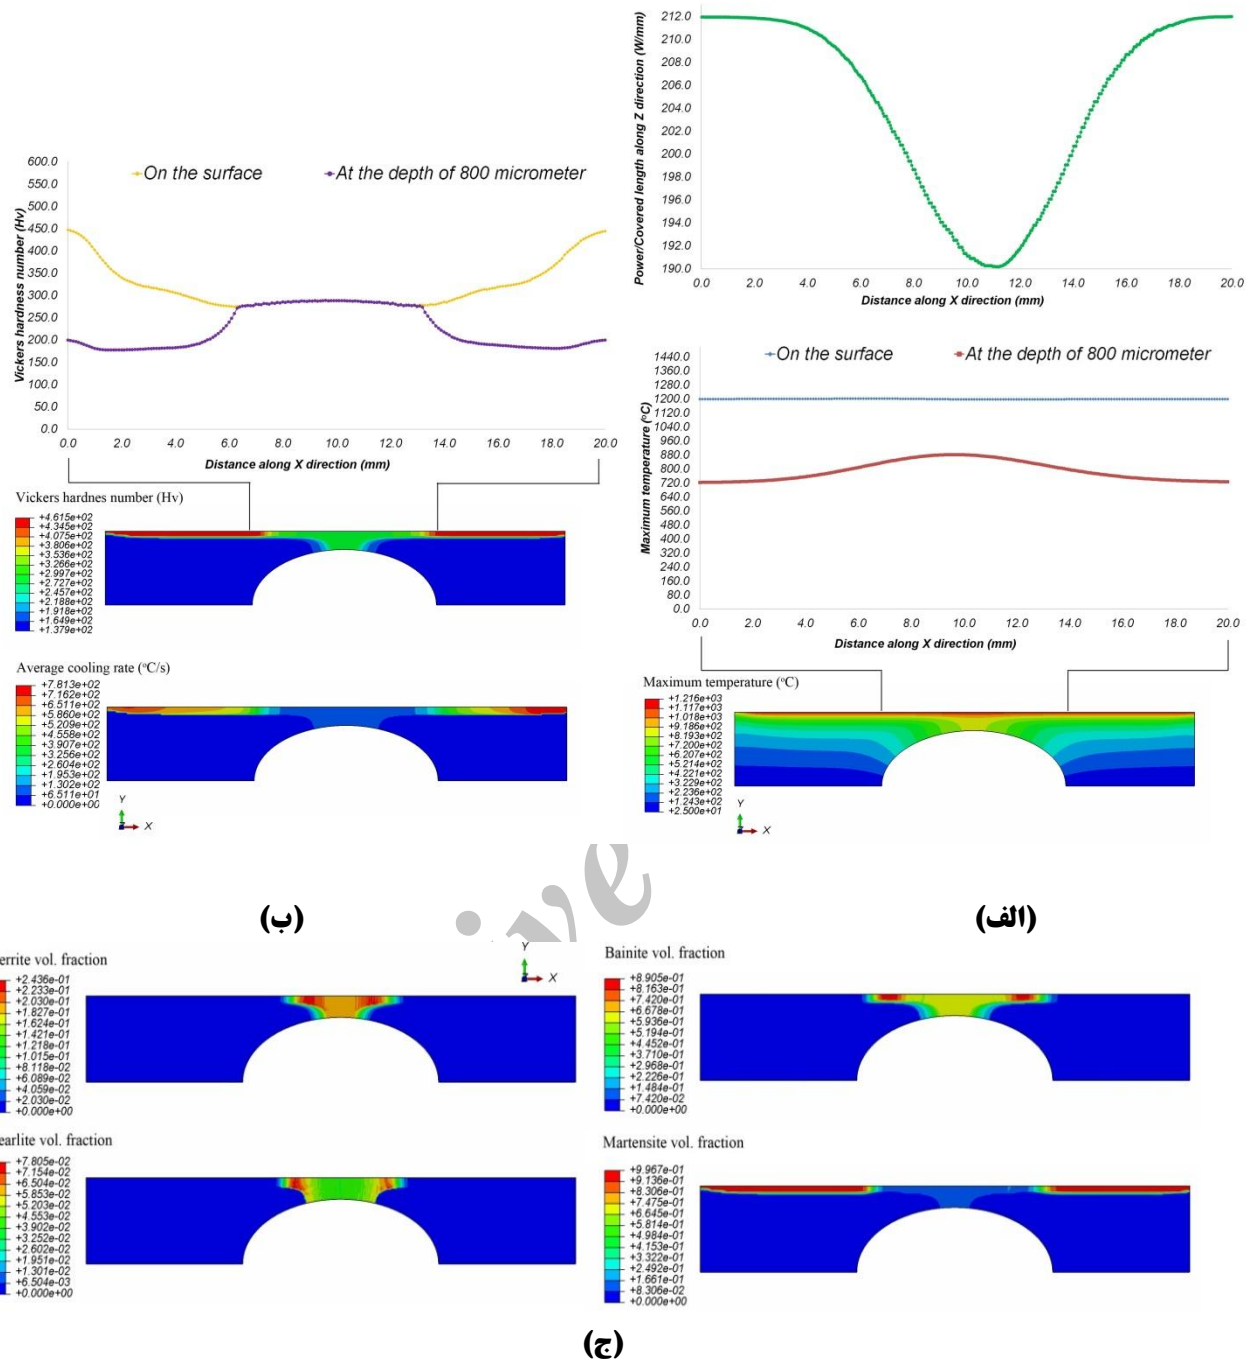 600.0
550.0
500.0
450.0
400.0
350.0
300.0
250.0
200.0
150.0
100.0
50.0
0.0
Vickers hardness number (Hv)
On the surface
At the depth of 800 micrometer
0.0 2.0 4.0 6.0 8.0 10.0 12.0 14.0 16.0 18.0 20.0
Distance along X direction (mm)
Vickers hardnes number (Hv)
+4.615e+02
+4.345e+02
+4.075e+02
+3.806e+02
+3.536e+02
+3.266e+02
+2.997e+02
+2.727e+02
+2.457e+02
+2.188e+02
+1.918e+02
+1.649e+02
+1.379e+02
Average cooling rate (°C/s)
+7.813e+02
+7.162e+02
+6.511e+02
+5.860e+02
+5.209e+02
+4.558e+02
+3.907e+02
+3.256e+02
+2.604e+02
+1.953e+02
+1.302e+02
+6.511e+01
+0.000e+00
Y
Z
X
(ب)
212.0
210.0
208.0
206.0
204.0
202.0
200.0
198.0
196.0
194.0
192.0
190.0
Power/Covered length along Z direction (W/mm)
0.0 2.0 4.0 6.0 8.0 10.0 12.0 14.0 16.0 18.0 20.0
Distance along X direction (mm)
1440.0
1360.0
1280.0
1200.0
1120.0
1040.0
960.0
880.0
800.0
720.0
640.0
560.0
480.0
400.0
320.0
240.0
160.0
80.0
0.0
Maximum temperature (°C)
On the surface
At the depth of 800 micrometer
0.0 2.0 4.0 6.0 8.0 10.0 12.0 14.0 16.0 18.0 20.0
Distance along X direction (mm)
Maximum temperature (°C)
+1.216e+03
+1.117e+03
+1.018e+03
+9.186e+02
+8.193e+02
+7.200e+02
+6.207e+02
+5.214e+02
+4.221e+02
+3.229e+02
+2.236e+02
+1.243e+02
+2.500e+01
Y
Z
X
(الف)
ive
errite vol. fraction
+2.436e-01
+2.233e-01
+2.030e-01
+1.827e-01
+1.624e-01
+1.421e-01
+1.218e-01
+1.015e-01
+8.118e-02
+6.089e-02
+4.059e-02
+2.030e-02
+0.000e+00
Y
Z
X
Bainite vol. fraction
+8.905e-01
+8.163e-01
+7.420e-01
+6.678e-01
+5.936e-01
+5.194e-01
+4.452e-01
+3.710e-01
+2.968e-01
+2.226e-01
+1.484e-01
+7.420e-02
+0.000e+00
earlite vol. fraction
+7.805e-02
+7.154e-02
+6.504e-02
+5.853e-02
+5.203e-02
+4.553e-02
+3.902e-02
+3.252e-02
+2.602e-02
+1.951e-02
+1.301e-02
+6.504e-03
+0.000e+00
Martensite vol. fraction
+9.967e-01
+9.136e-01
+8.306e-01
+7.475e-01
+6.645e-01
+5.814e-01
+4.984e-01
+4.153e-01
+3.322e-01
+2.492e-01
+1.661e-01
+8.306e-02
+0.000e+00
(ج)